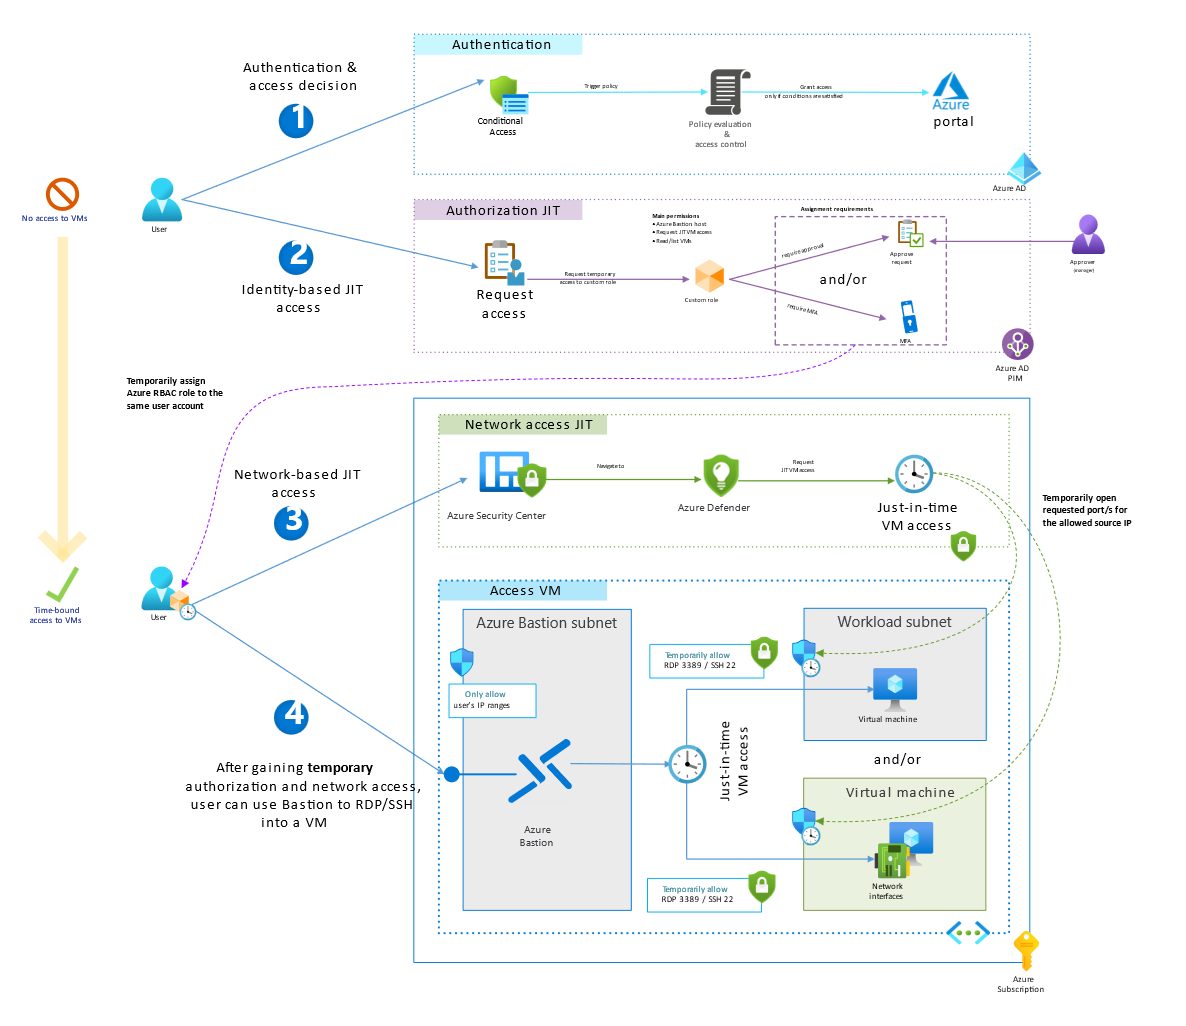 Authentication
Authentication &
access decision
1
Trigger policy
Grant access
only if conditions are satisfied
Conditional
Access
Policy evaluation
&
access control
Azure
portal
Azure AD
No access to VMs
User
Authorization JIT
2
Identity-based JIT
access
Request
access
Request temporary
access to custom role
Main permissions
• Azure Bastion host
• Request JIT VM access
• Read/list VMs
Custom role
Assignment requirements
require approval
Approve
request
and/or
require MFA
MFA
Approver
(manager)
Azure AD
PIM
Temporarily assign
Azure RBAC role to the
same user account
Network access JIT
Network-based JIT
access
3
Azure Security Center
Navigate to
Azure Defender
Request
JIT VM access
Just-in-time
VM access
Temporarily open
requested port/s for
the allowed source IP
User
Time-bound
access to VMs
Access VM
Azure Bastion subnet
Only allow
user's IP ranges
Azure
Bastion
4
After gaining temporary
authorization and network access,
user can use Bastion to RDP/SSH
into a VM
Temporarily allow
RDP 3389 / SSH 22
Just-in-time
VM access
Workload subnet
Virtual machine
and/or
Virtual machine
Network
interfaces
Temporarily allow
RDP 3389 / SSH 22
Azure
Subscription